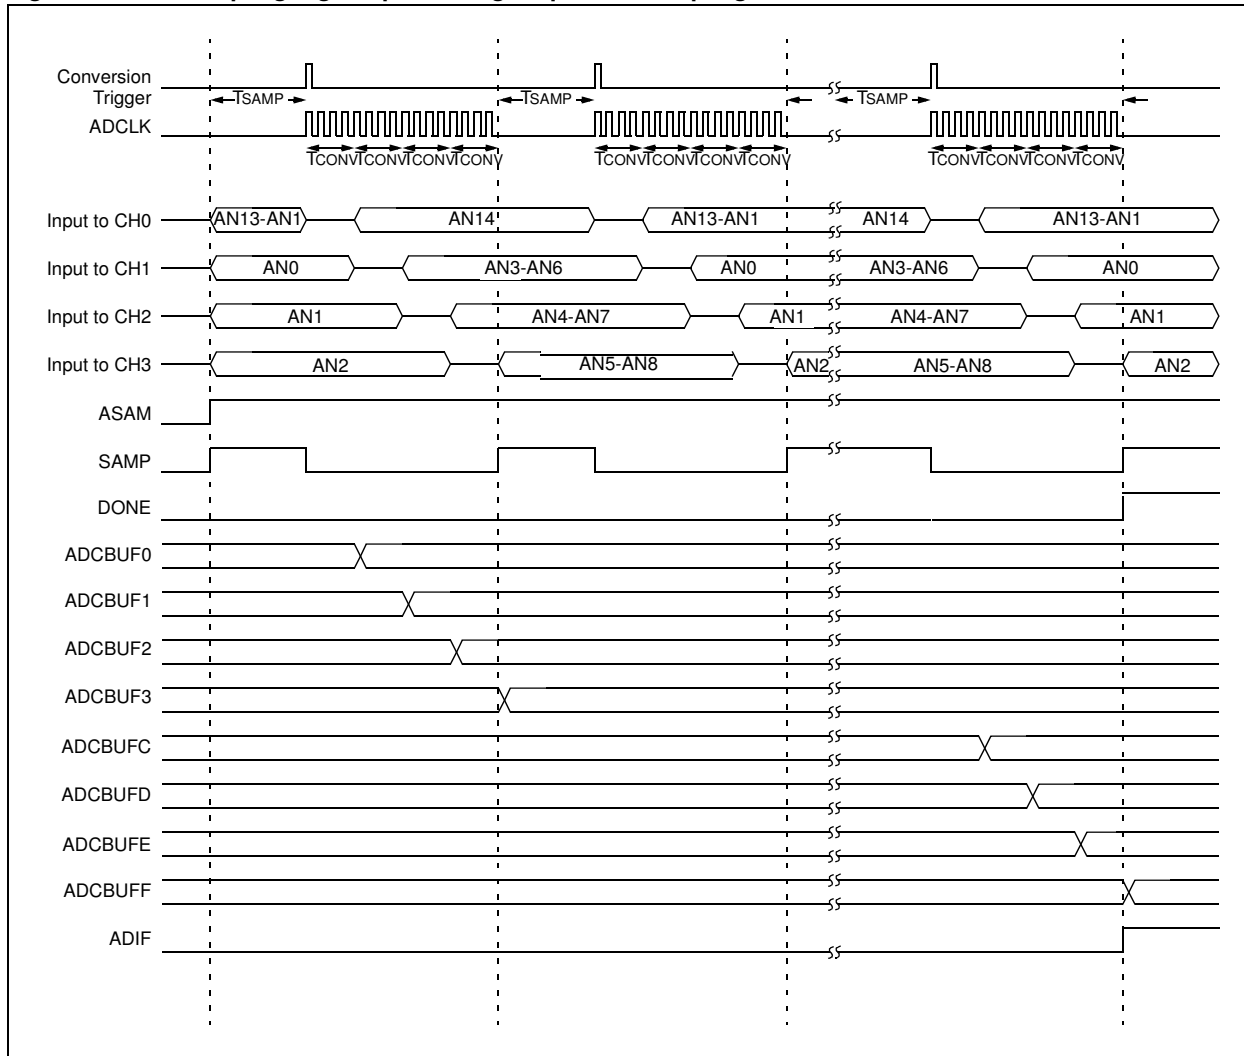 Conversion
Trigger
TSAMP TSAMP TSAMP
ADCLK
TCONV TCONV TCONV TCONV TCONV TCONV TCONV TCONV TCONV TCONV TCONV TCONV
Input to CH0 AN13-AN1 AN14 AN13-AN1 AN14 AN13-AN1
Input to CH1 AN0 AN3-AN6 AN0 AN3-AN6 AN0
Input to CH2 AN1 AN4-AN7 AN1 AN4-AN7 AN1
Input to CH3 AN2 AN5-AN8 AN2 AN5-AN8 AN2
ASAM
SAMP
DONE
ADCBUF0
ADCBUF1
ADCBUF2
ADCBUF3
ADCBUFC
ADCBUFD
ADCBUFE
ADCBUFF
ADIF